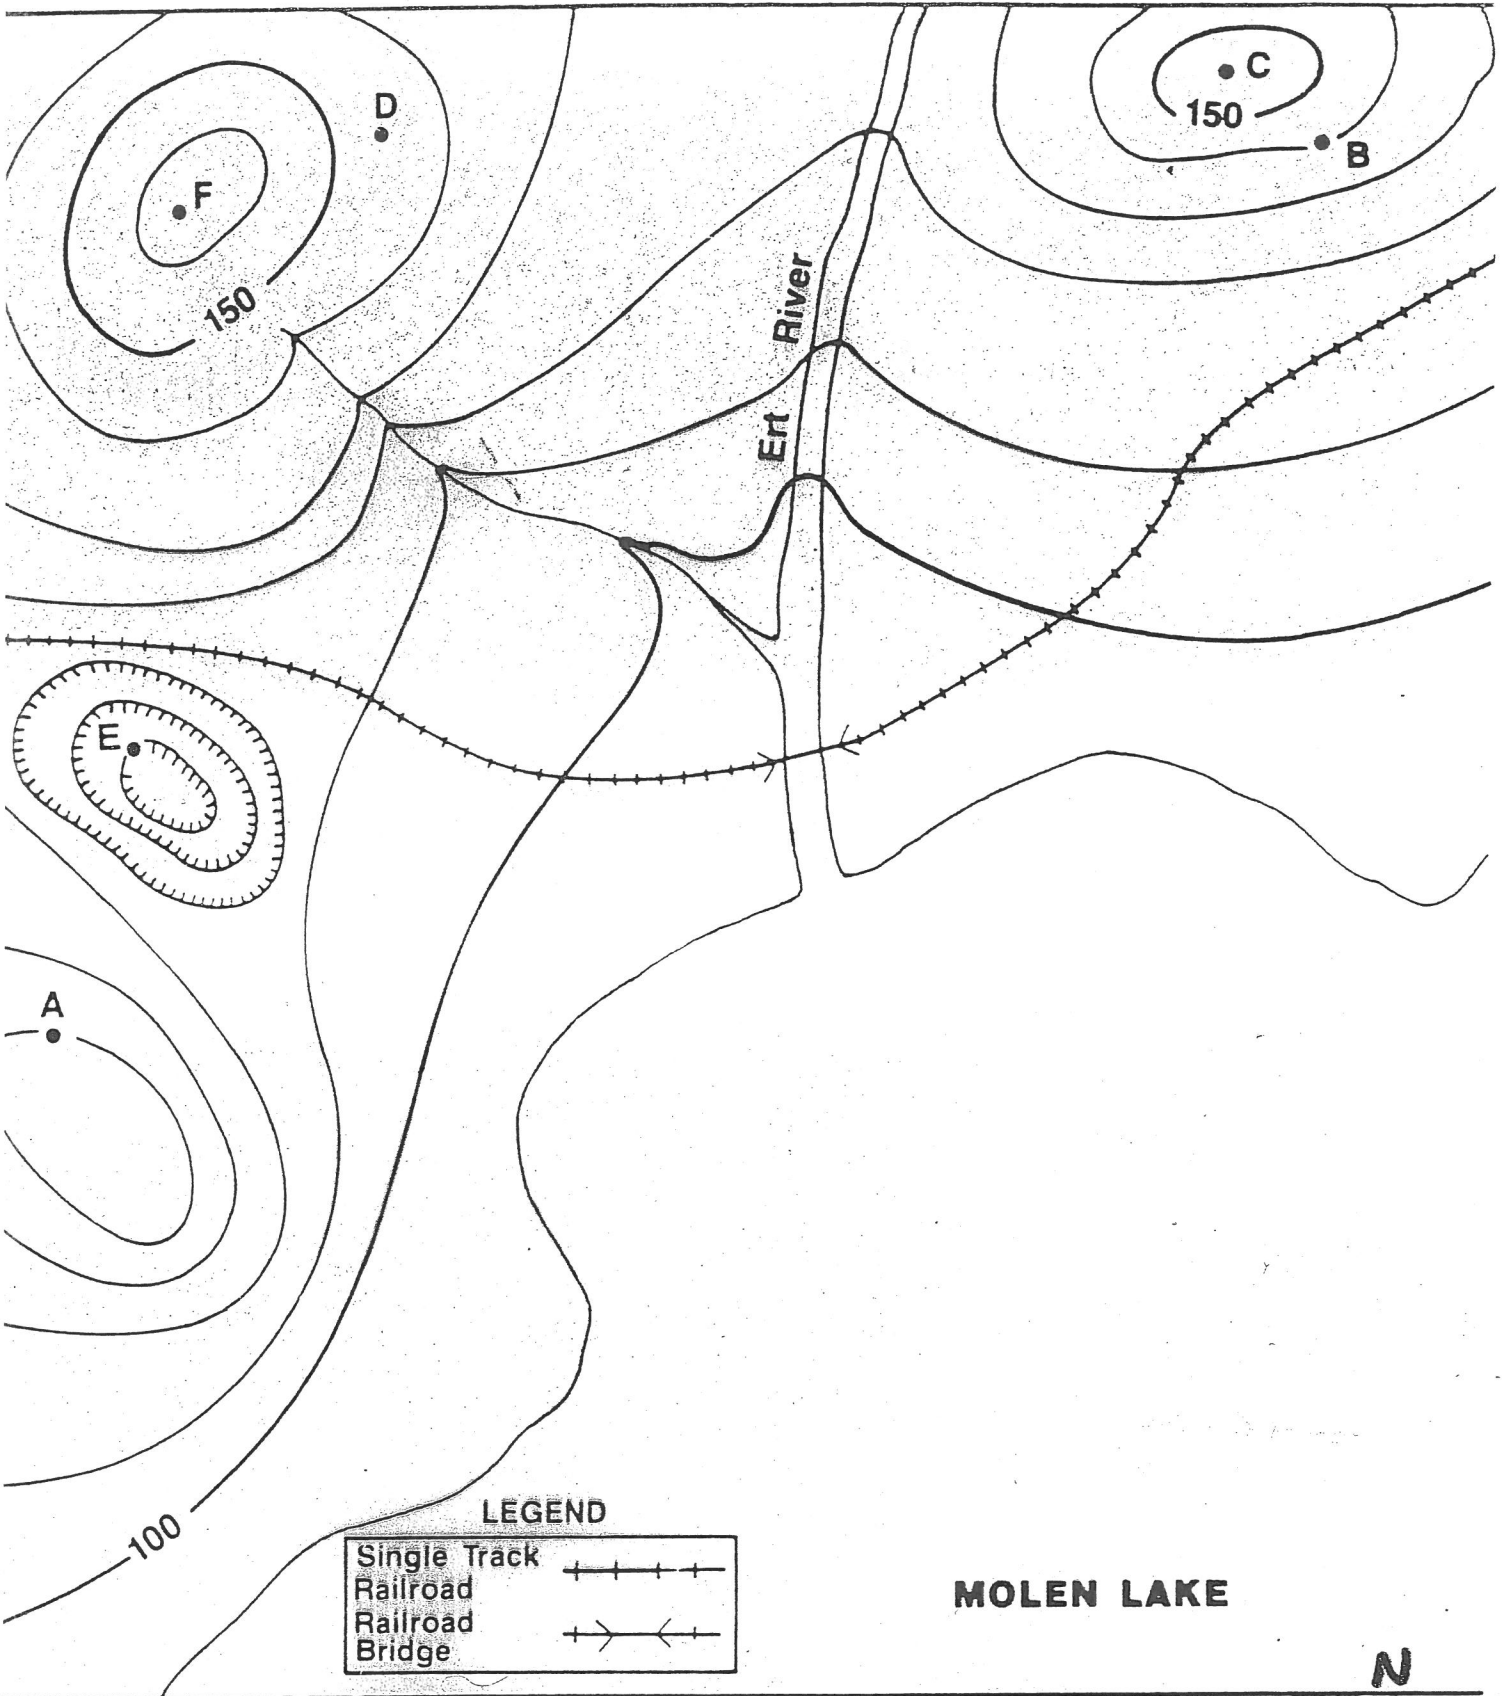 C
150
D
B
F
River
150
Ert
E
A
100
LEGEND
Single Track
Railroad
Railroad
Bridge
MOLEN LAKE
N